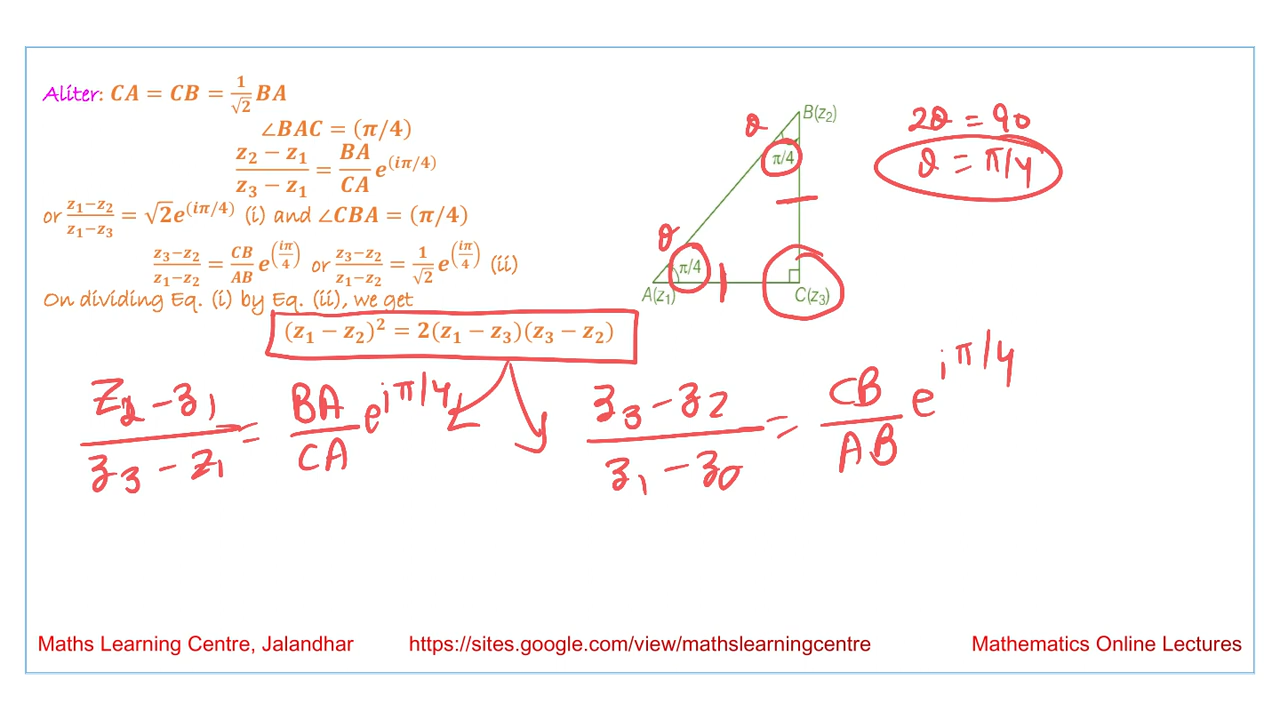 Aliter: CA = CB = 1/√2 BA
∠BAC = (π/4)
(z₂ − z₁)/(z₃ − z₁) = BA/CA e^(iπ/4)
or (z₁−z₂)/(z₁−z₃) = √2e^(iπ/4) (i) and ∠CBA = (π/4)
(z₃−z₂)/(z₁−z₂) = CB/AB e^(iπ/4) or (z₃−z₂)/(z₁−z₂) = 1/√2 e^(iπ/4) (ii)
On dividing Eq. (i) by Eq. (ii), we get
(z₁ − z₂)² = 2(z₁ − z₃)(z₃ − z₂)
B(z₂)
θ
π/4
θ
π/4
A(z₁)
C(z₃)
2θ = 90
θ = π/4
(z₂ − z₁)/(z₃ − z₁) = BA/CA e^iπ/4
(z₃ − z₂)/(z₁ − z₀) = CB/AB e^iπ/4
Maths Learning Centre, Jalandhar
https://sites.google.com/view/mathslearningcentre
Mathematics Online Lectures